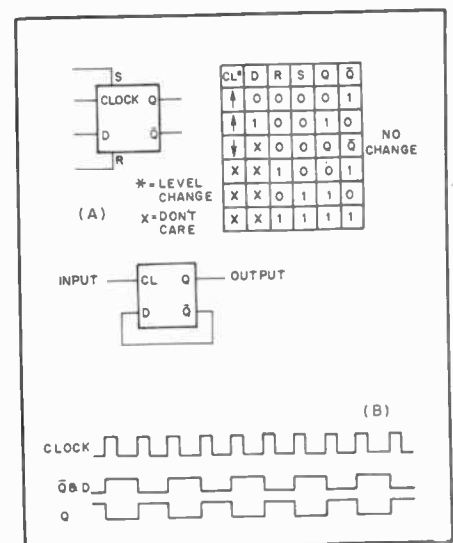 S
CLOCK Q
D Q̄
R
(A)
*= LEVEL
CHANGE
X = DON'T
CARE
CL* D R S Q Q̄
↑ 0 0 0 0 1
↑ 1 0 0 1 0
↓ X 0 0 Q Q̄
X X 1 0 0 1
X X 0 1 1 0
X X 1 1 1 1
NO
CHANGE
INPUT CL Q OUTPUT
D Q̄
(B)
CLOCK
Q̄ & D
Q